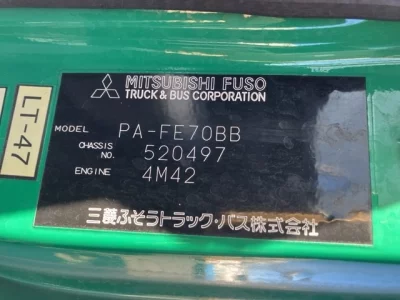 MITSUBISHI FUSO
TRUCK & BUS CORPORATION
MODEL PA-FE70BB
CHASSIS NO. 520497
ENGINE 4M42
三菱ふそうトラック・バス株式会社
LT-47